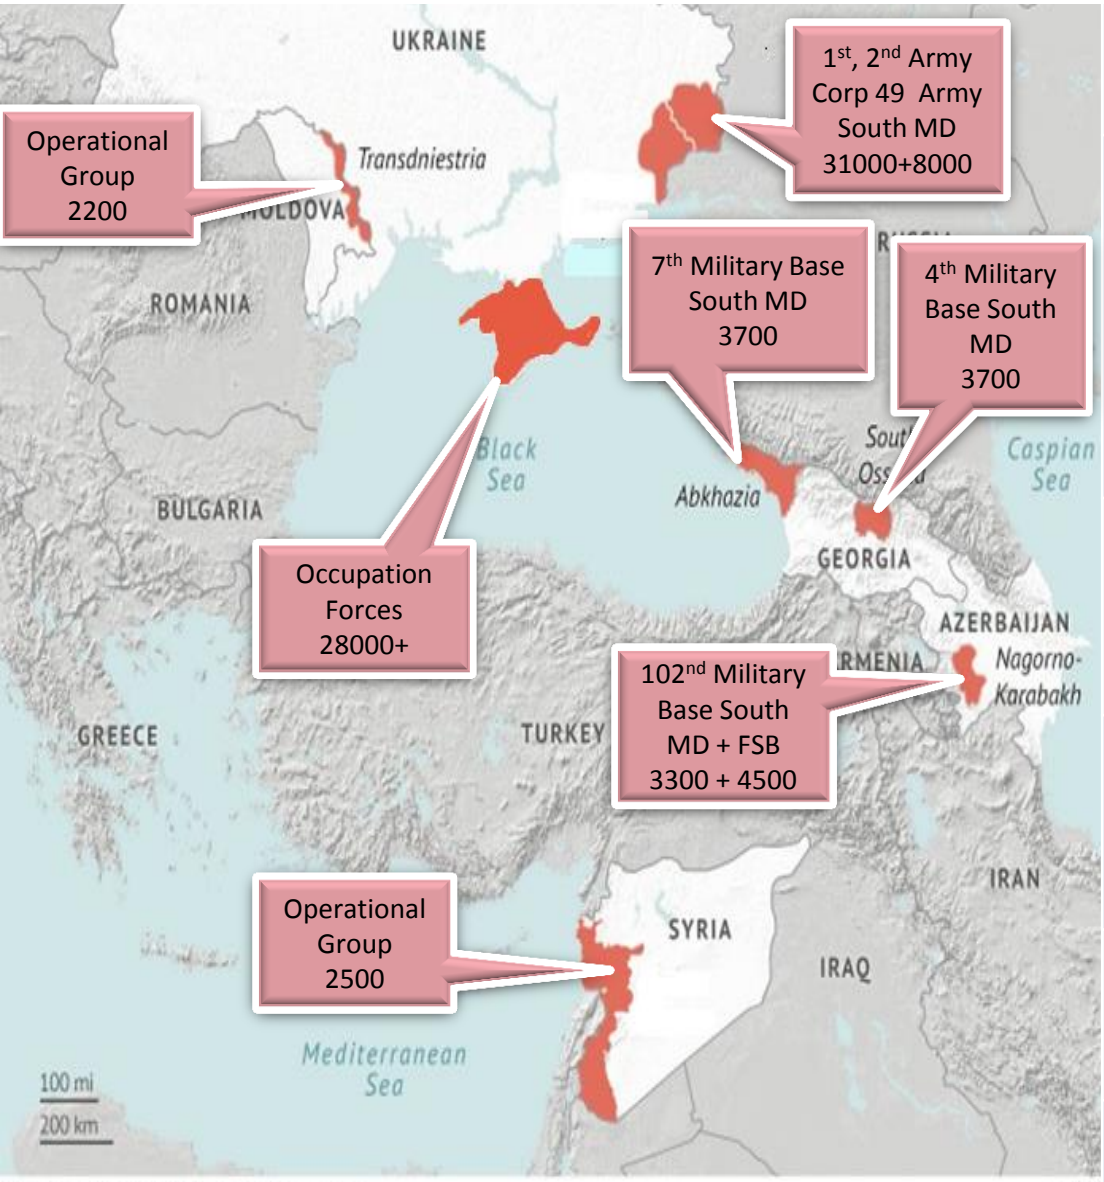 UKRAINE
1st, 2nd Army
Corp 49 Army
South MD
31000+8000
Operational
Group
2200
Transdniestria
MOLDOVA
7th Military Base
South MD
3700
4th Military
Base South
MD
3700
ROMANIA
Black
Sea
South
Caspian
Sea
Abkhazia
BULGARIA
GEORGIA
Occupation
Forces
28000+
AZERBAIJAN
Nagorno-
Karabakh
RMENIA
102nd Military
Base South
MD + FSB
3300 + 4500
GREECE
TURKEY
IRAN
Operational
Group
2500
SYRIA
IRAQ
Mediterranean
Sea
100 mi
200 km